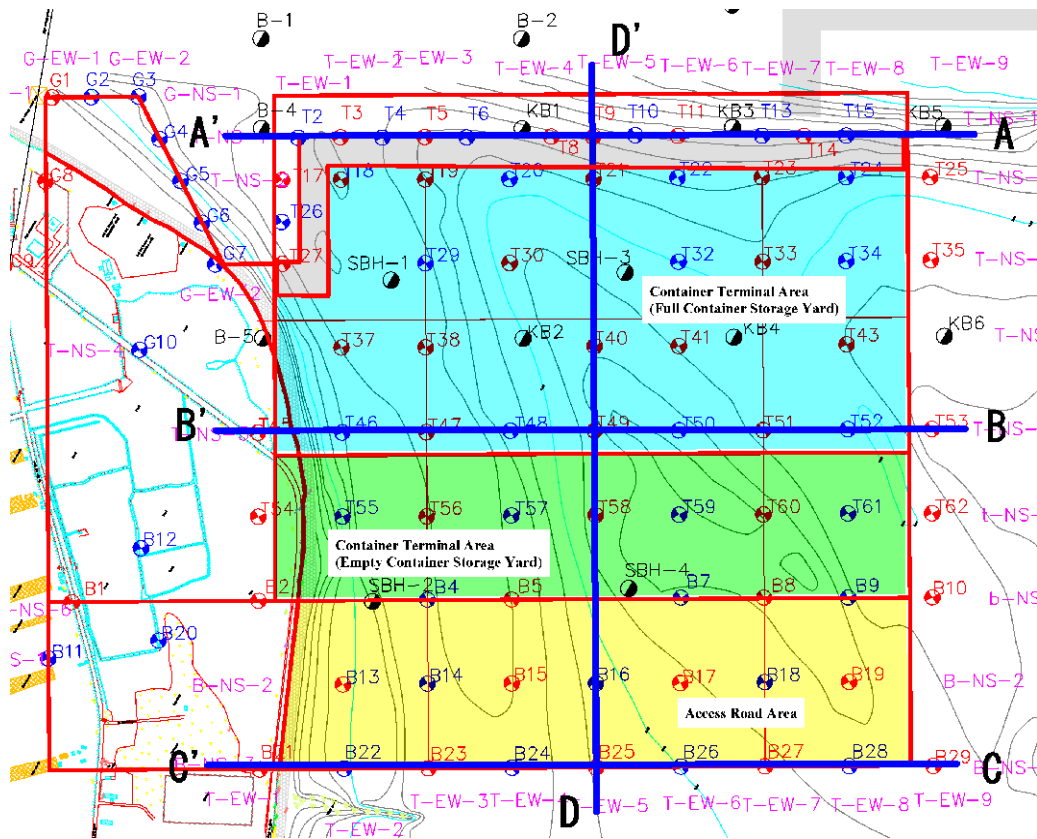 B-1
B-2
D'
G-EW-1
G-EW-2
T-EW-1
T-EW-2
T-EW-3
T-EW-4
T-EW-5
T-EW-6
T-EW-7
T-EW-8
T-EW-9
G1
G2
G3
G-NS-1
B-4
T2
T3
T4
T5
T6
KB1
T9
T10
T11
KB3
T13
T15
KB5
T-NS-1
G4
A'
T8
T14
A
G8
G5
T17
T18
T19
T20
T21
T22
T23
T24
T25
G6
T26
G7
T27
SBH-1
T29
T30
SBH-3
T32
T33
T34
T35
G-EW-2
Container Terminal Area
(Full Container Storage Yard)
T-NS-4
G10
B-5
T37
T38
KB2
T40
T41
KB4
T43
KB6
B'
T46
T47
T48
T49
T50
T51
T52
T53
B
T54
T55
T56
T57
T58
T59
T60
T61
T62
B12
Container Terminal Area
(Empty Container Storage Yard)
B1
B2
SBH-2
B4
B5
SBH-4
B7
B8
B9
B10
B20
B11
B-NS-2
B13
B14
B15
B16
B17
B18
B19
B-NS-2
Access Road Area
C'
B21
B22
B23
B24
B25
B26
B27
B28
B29
C
T-EW-2
T-EW-3
D
T-EW-5
T-EW-6
T-EW-7
T-EW-8
T-EW-9